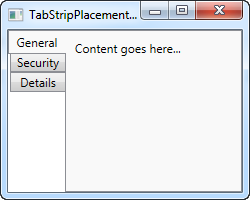 TabStripPlacement...
General
Content goes here...
Security
Details